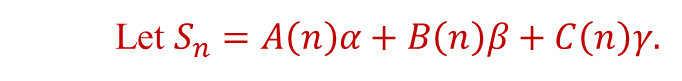 Let Sₙ = A(n)α + B(n)β + C(n)γ.